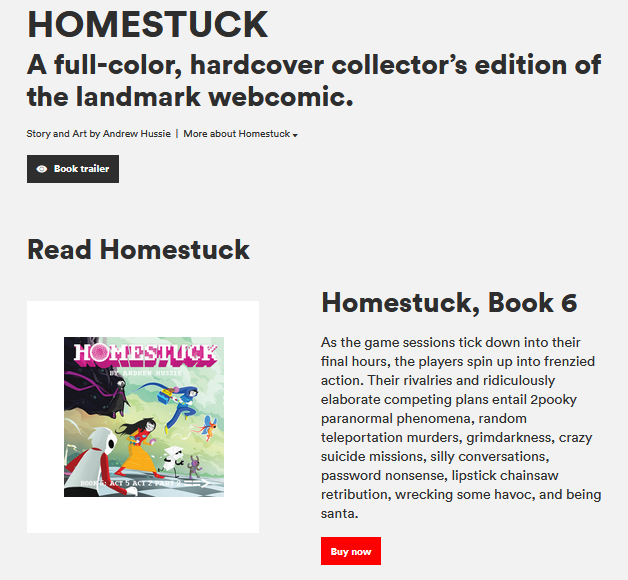 HOMESTUCK
A full-color, hardcover collector’s edition of
the landmark webcomic.
Story and Art by Andrew Hussie | More about Homestuck
Book trailer
Read Homestuck
Homestuck, Book 6
As the game sessions tick down into their
final hours, the players spin up into frenzied
action. Their rivalries and ridiculously
elaborate competing plans entail 2pooky
paranormal phenomena, random
teleportation murders, grimdarkness, crazy
suicide missions, silly conversations,
password nonsense, lipstick chainsaw
retribution, wrecking some havoc, and being
santa.
Buy now
HOMESTUCK
BY ANDREW HUSSIE
ACT 5 ACT 2